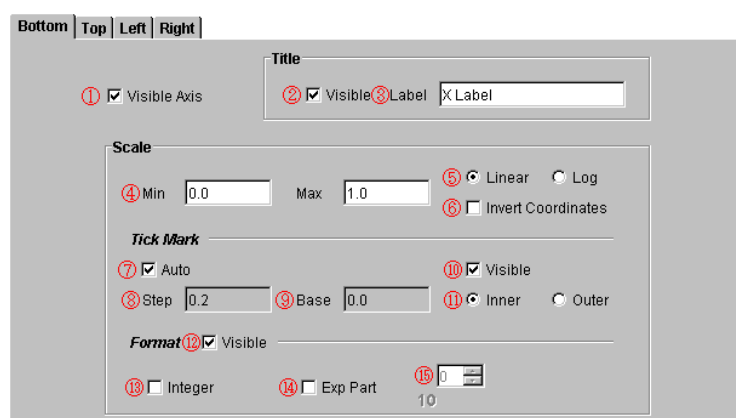 Bottom Top Left Right
Title
① Visible Axis ② Visible ③ Label X Label
Scale
④ Min 0.0 Max 1.0 ⑤ Linear Log
⑥ Invert Coordinates
Tick Mark
⑦ Auto ⑩ Visible
⑧ Step 0.2 ⑨ Base 0.0 ⑪ Inner Outer
Format ⑫ Visible
⑬ Integer ⑭ Exp Part ⑮ 0
10